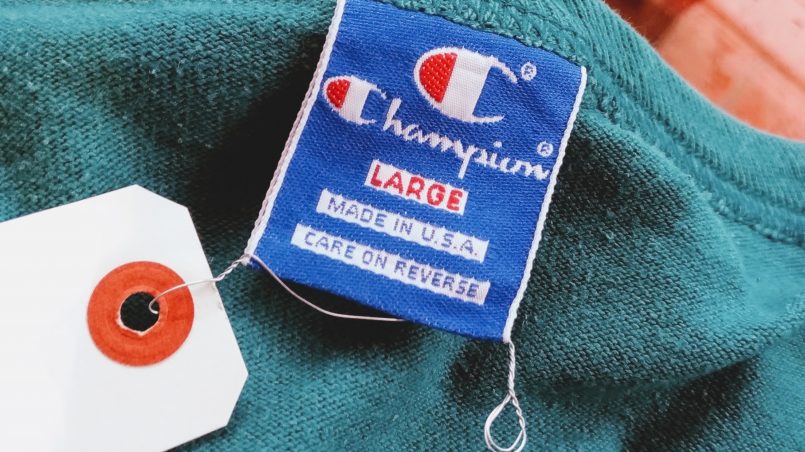 ®
Champion®
LARGE
MADE IN U.S.A.
CARE ON REVERSE